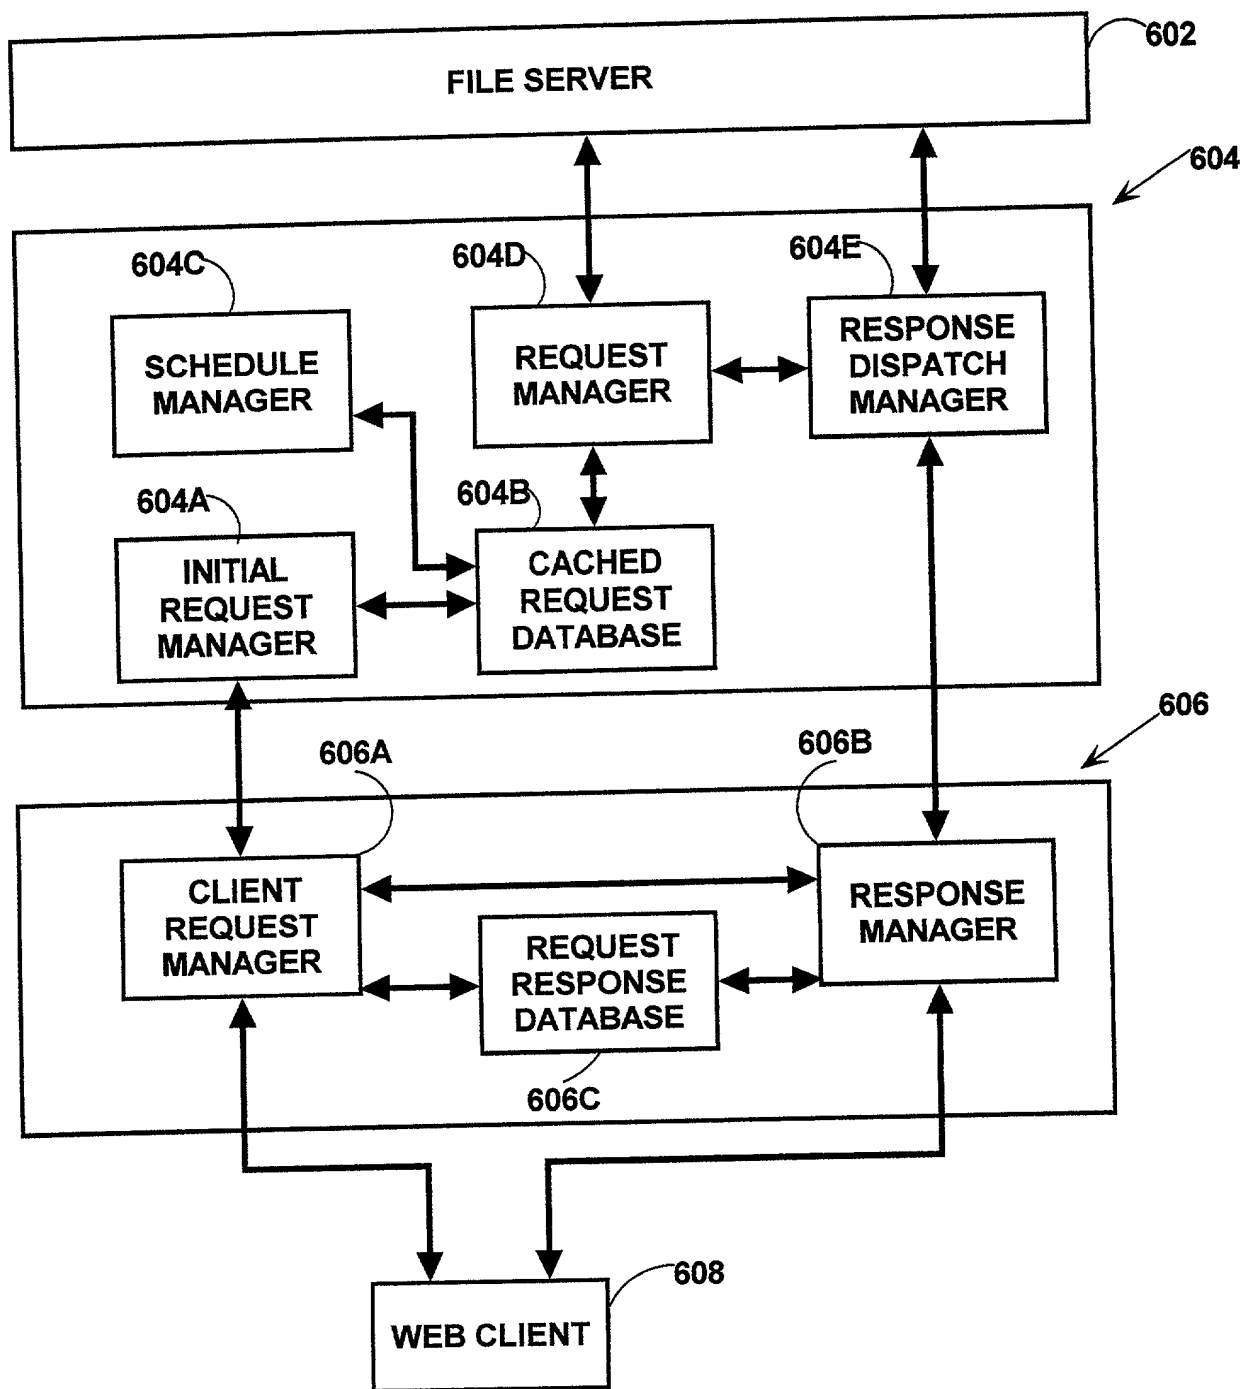 602
FILE SERVER
604
604C
604D
604E
SCHEDULE
MANAGER
REQUEST
MANAGER
RESPONSE
DISPATCH
MANAGER
604A
604B
INITIAL
REQUEST
MANAGER
CACHED
REQUEST
DATABASE
606
606A
606B
CLIENT
REQUEST
MANAGER
REQUEST
RESPONSE
DATABASE
RESPONSE
MANAGER
606C
608
WEB CLIENT